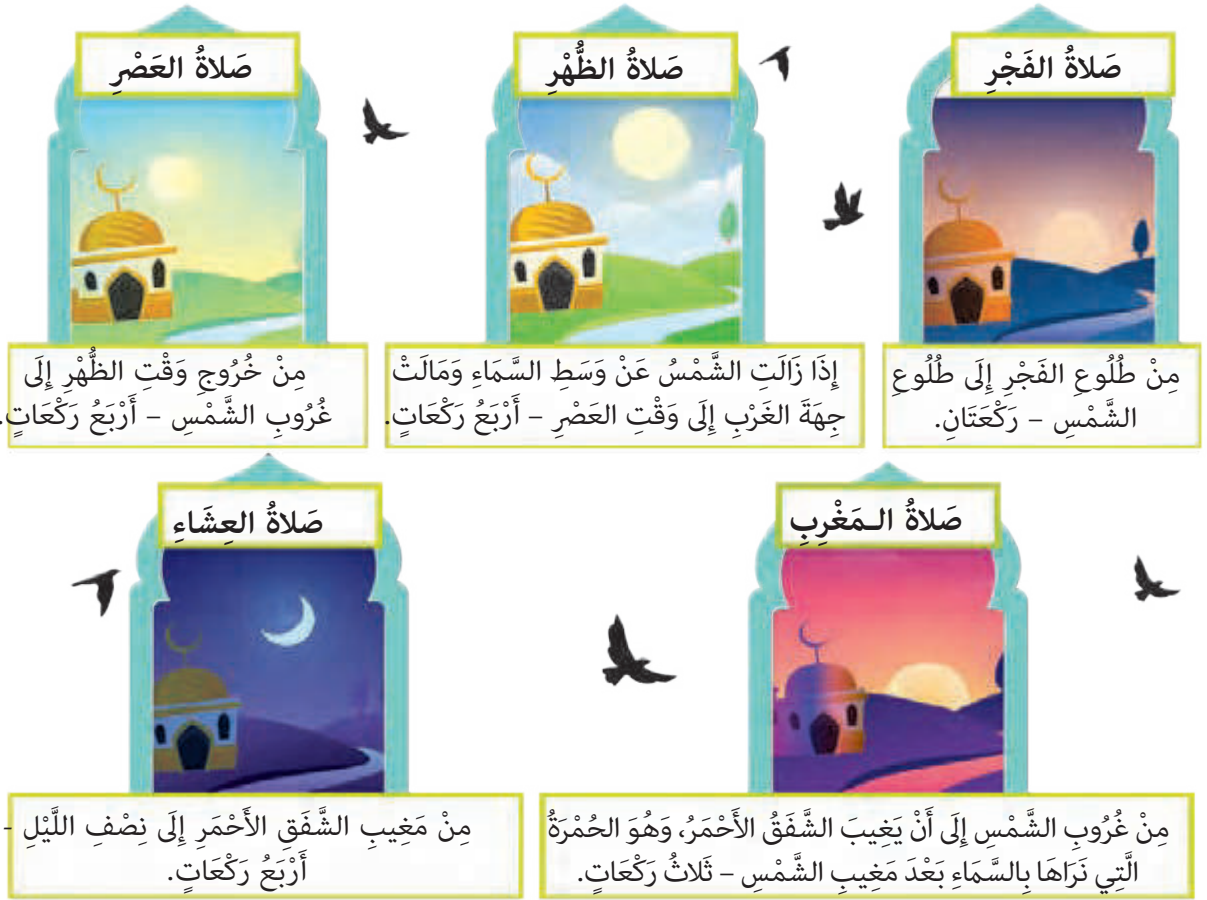 صَلاةُ الفَجْرِ
مِنْ طُلُوعِ الفَجْرِ إِلَى طُلُوعِ
الشَّمْسِ – رَكْعَتَانِ.
صَلاةُ الظُّهْرِ
إِذَا زَالَتِ الشَّمْسُ عَنْ وَسَطِ السَّمَاءِ وَمَالَتْ
جِهَةَ الغَرْبِ إِلَى وَقْتِ العَصْرِ – أَرْبَعُ رَكْعَاتٍ.
صَلاةُ العَصْرِ
مِنْ خُرُوجِ وَقْتِ الظُّهْرِ إِلَى
غُرُوبِ الشَّمْسِ – أَرْبَعُ رَكْعَاتٍ.
صَلاةُ الـمَغْرِبِ
مِنْ غُرُوبِ الشَّمْسِ إِلَى أَنْ يَغِيبَ الشَّفَقُ الأَحْمَرُ، وَهُوَ الحُمْرَةُ
الَّتِي نَرَاهَا بِالسَّمَاءِ بَعْدَ مَغِيبِ الشَّمْسِ – ثَلاثُ رَكْعَاتٍ.
صَلاةُ العِشَاءِ
مِنْ مَغِيبِ الشَّفَقِ الأَحْمَرِ إِلَى نِصْفِ اللَّيْلِ -
أَرْبَعُ رَكْعَاتٍ.